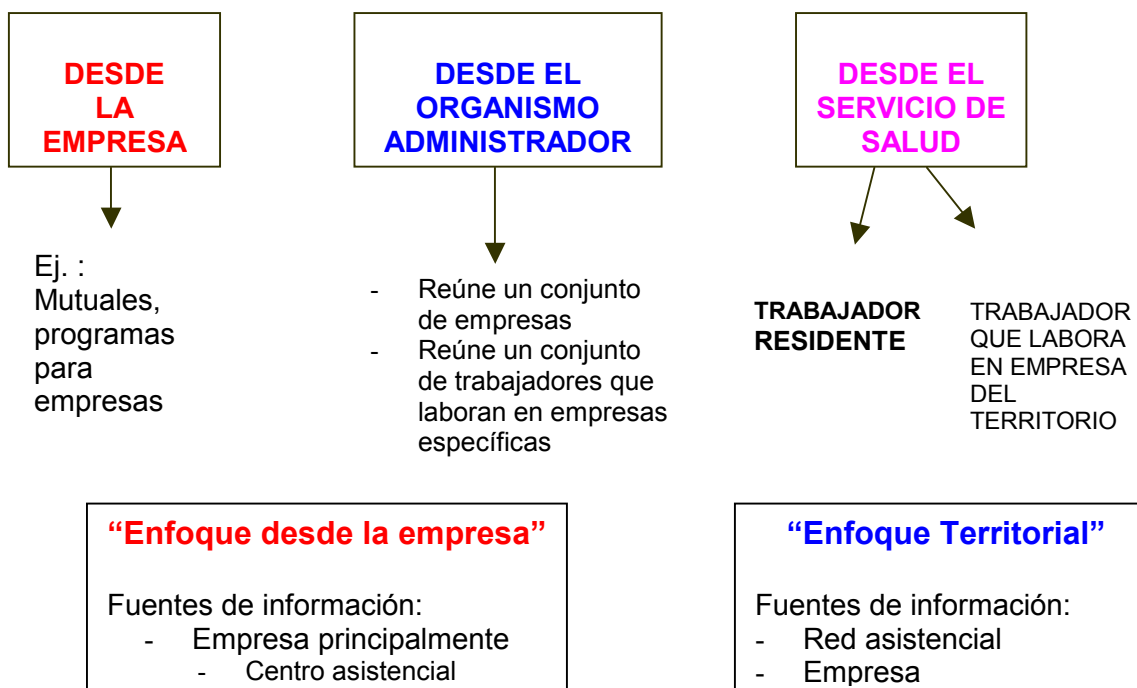 DESDE
LA
EMPRESA
DESDE EL
ORGANISMO
ADMINISTRADOR
DESDE EL
SERVICIO DE
SALUD
Ej. :
Mutuales,
programas
para
empresas
- Reúne un conjunto
de empresas
- Reúne un conjunto
de trabajadores que
laboran en empresas
específicas
TRABAJADOR
RESIDENTE
TRABAJADOR
QUE LABORA
EN EMPRESA
DEL
TERRITORIO
“Enfoque desde la empresa”
Fuentes de información:
- Empresa principalmente
- Centro asistencial
“Enfoque Territorial”
Fuentes de información:
- Red asistencial
- Empresa